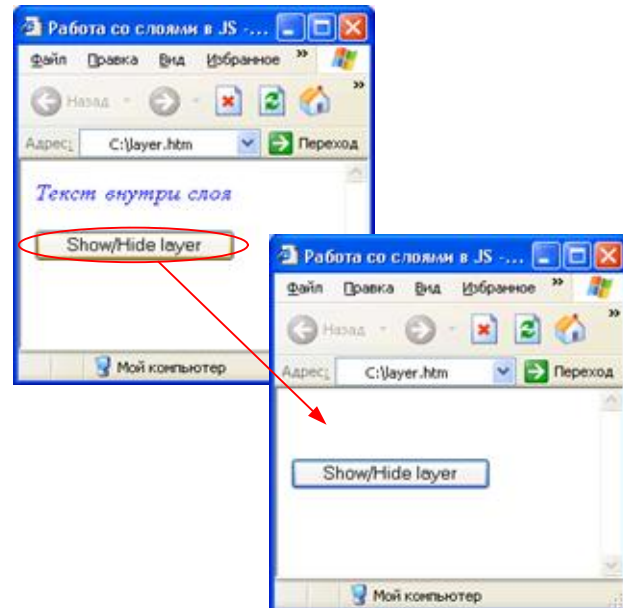 Работа со слоями в JS -...
Файл Правка Вид Избранное »
Назад »
Адрес: C:\layer.htm Переход
Текст внутри слоя
Show/Hide layer
Мой компьютер
Работа со слоями в JS -...
Файл Правка Вид Избранное »
Назад »
Адрес: C:\layer.htm Переход
Show/Hide layer
Мой компьютер